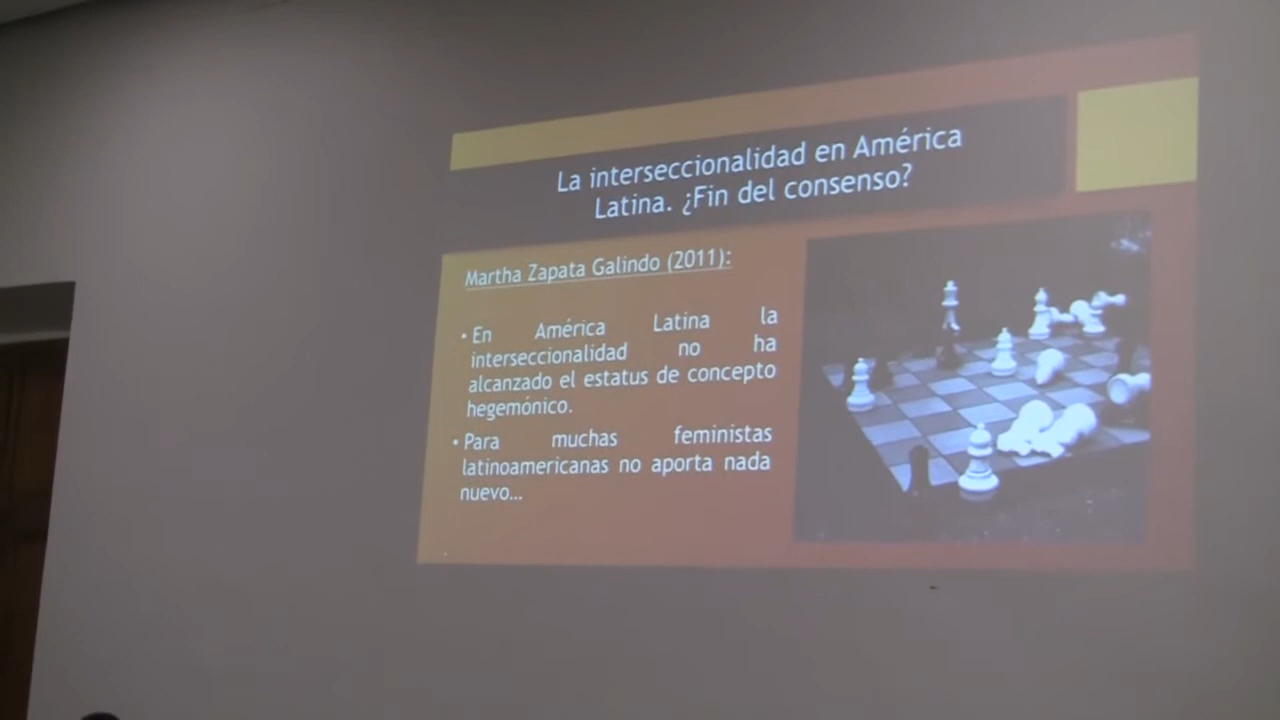 La interseccionalidad en América
Latina. ¿Fin del consenso?
Martha Zapata Galindo (2011):
• En América Latina la
interseccionalidad no ha
alcanzado el estatus de concepto
hegemónico.
• Para muchas feministas
latinoamericanas no aporta nada
nuevo...